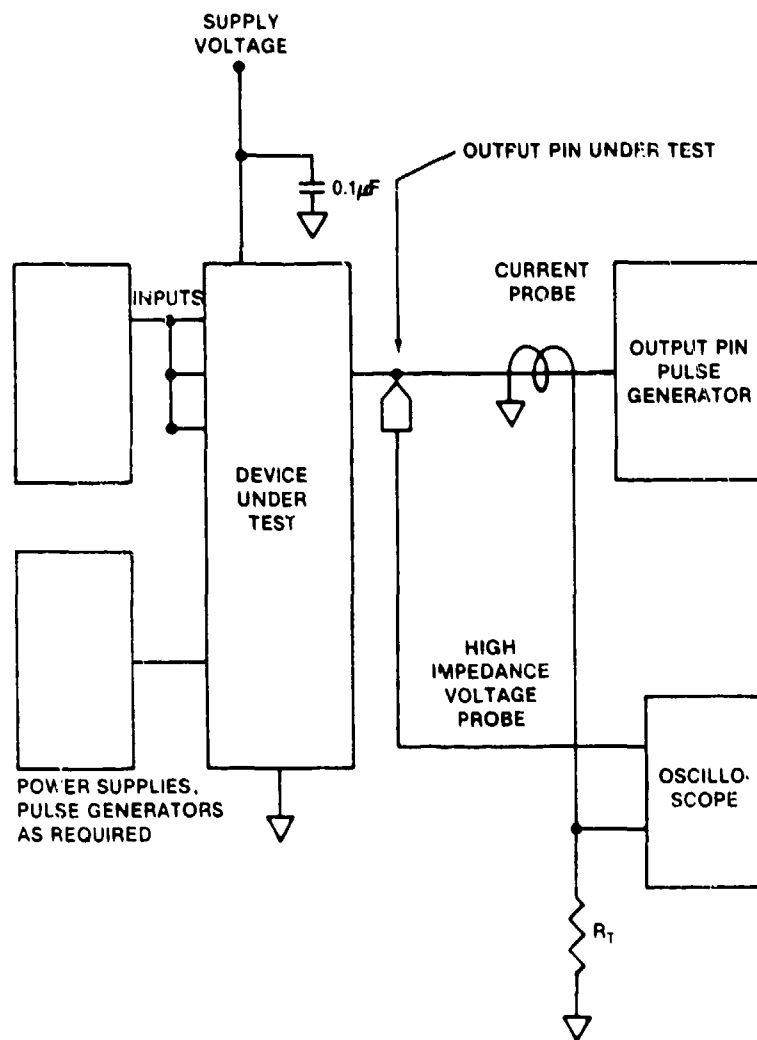 SUPPLY
VOLTAGE
0.1µF
OUTPUT PIN UNDER TEST
CURRENT
PROBE
INPUTS
OUTPUT PIN
PULSE
GENERATOR
DEVICE
UNDER
TEST
HIGH
IMPEDANCE
VOLTAGE
PROBE
OSCILLO-
SCOPE
POWER SUPPLIES,
PULSE GENERATORS
AS REQUIRED
RT